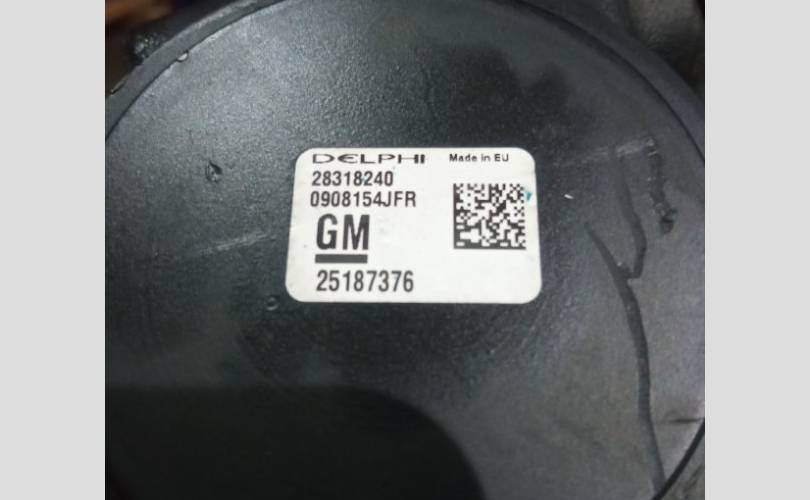 DELPHI Made in EU
28318240
0908154JFR
GM
25187376